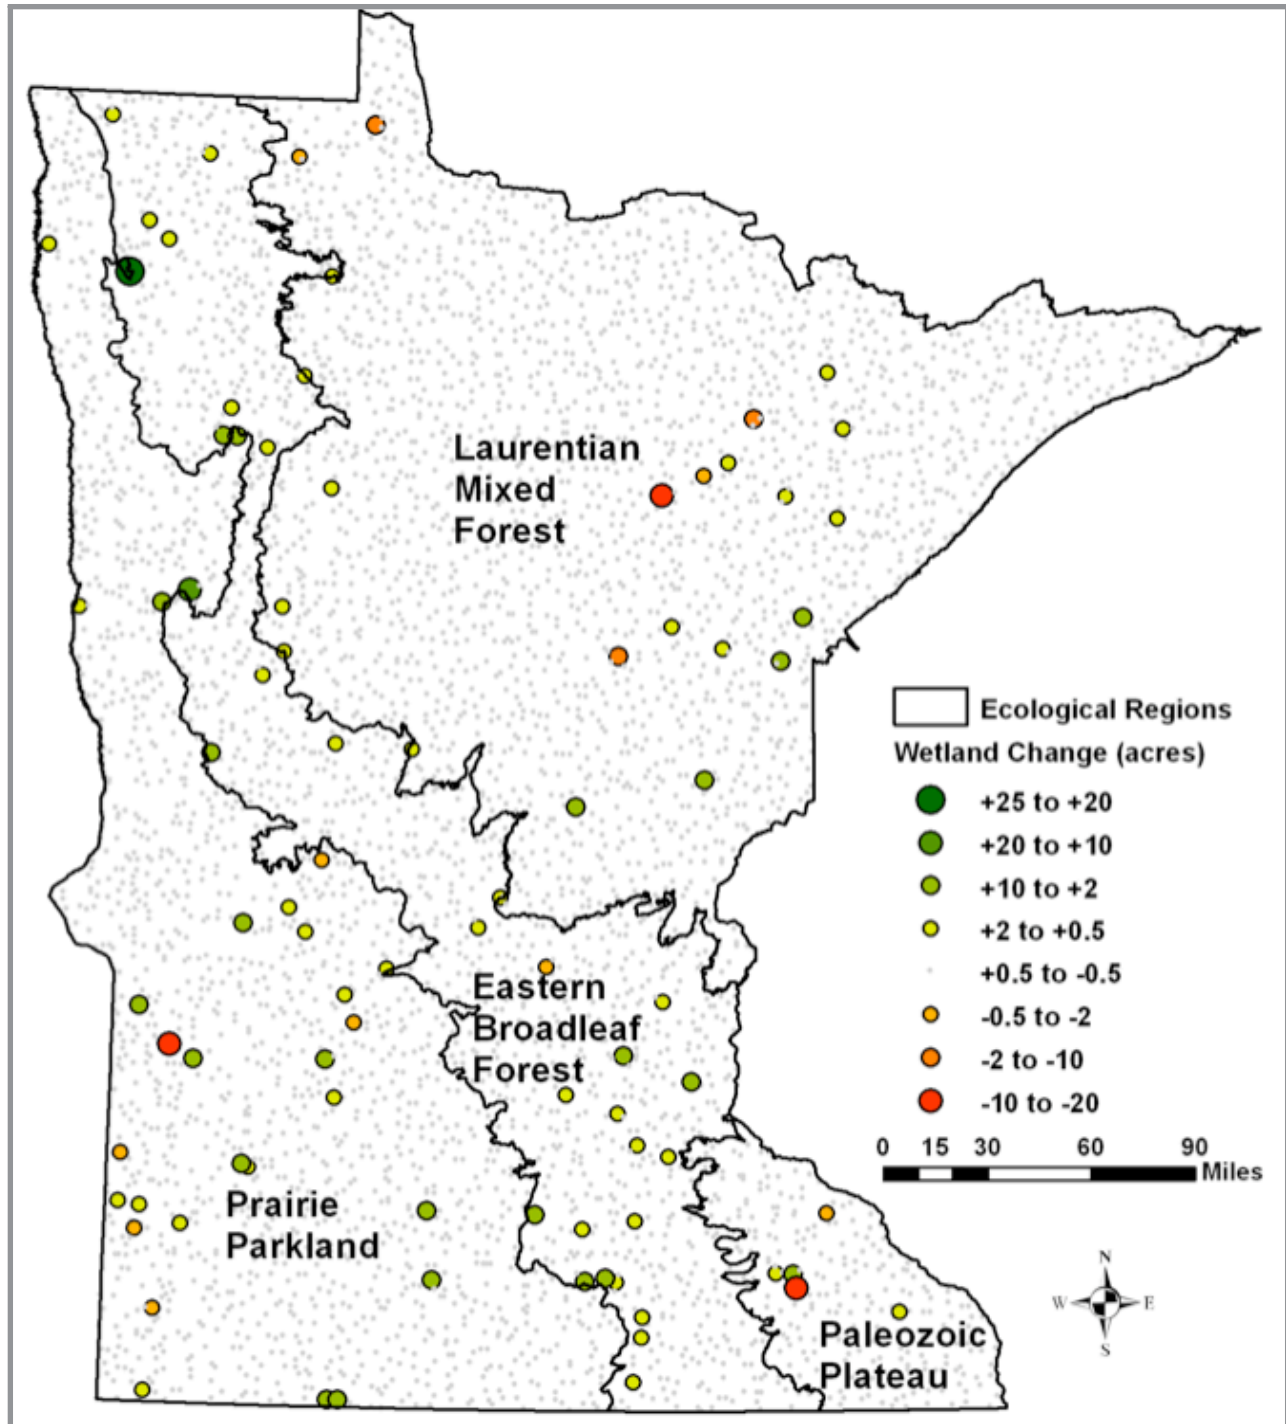 Laurentian
Mixed
Forest
Ecological Regions
Wetland Change (acres)
+25 to +20
+20 to +10
+10 to +2
+2 to +0.5
+0.5 to -0.5
-0.5 to -2
-2 to -10
-10 to -20
0 15 30 60 90
Miles
Eastern
Broadleaf
Forest
Prairie
Parkland
Paleozoic
Plateau
N
W E
S